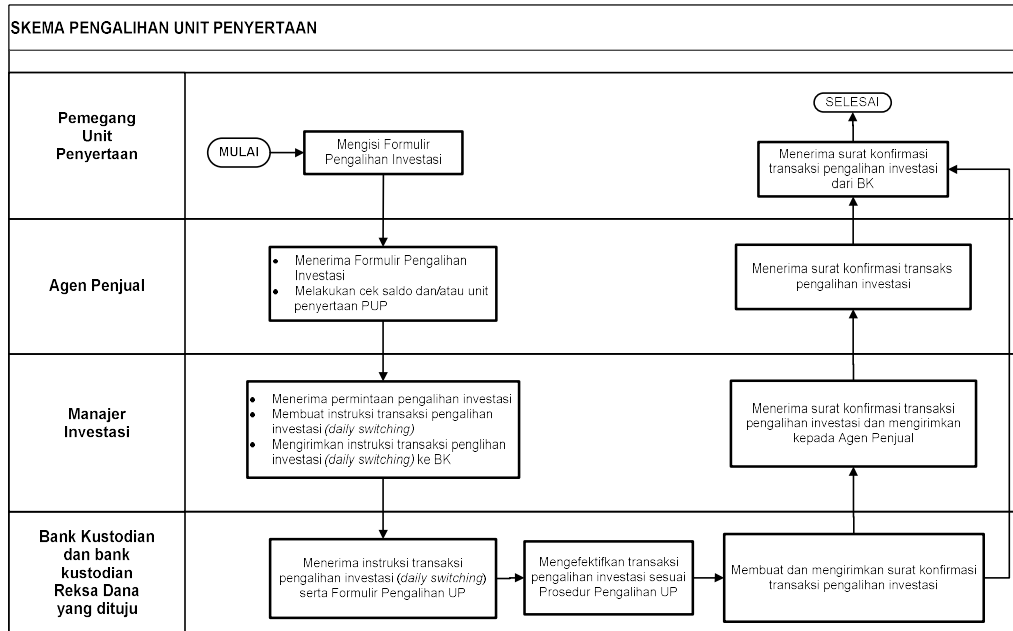 SKEMA PENGALIHAN UNIT PENYERTAAN
Pemegang
Unit
Penyertaan
MULAI
Mengisi Formulir
Pengalihan Investasi
SELESAI
Menerima surat konfirmasi
transaksi pengalihan investasi
dari BK
Agen Penjual
• Menerima Formulir Pengalihan
Investasi
• Melakukan cek saldo dan/atau unit
penyertaan PUP
Menerima surat konfirmasi transaks
pengalihan investasi
Manajer
Investasi
• Menerima permintaan pengalihan investasi
• Membuat instruksi transaksi pengalihan
investasi (daily switching)
• Mengirimkan instruksi transaksi penglihan
investasi (daily switching) ke BK
Menerima surat konfirmasi transaksi
pengalihan investasi dan mengirimkan
kepada Agen Penjual
Bank Kustodian
dan bank
kustodian
Reksa Dana
yang dituju
Menerima instruksi transaksi
pengalihan investasi (daily switching)
serta Formulir Pengalihan UP
Mengefektifkan transaksi
pengalihan investasi sesuai
Prosedur Pengalihan UP
Membuat dan mengirimkan surat konfirmasi
transaksi pengalihan investasi